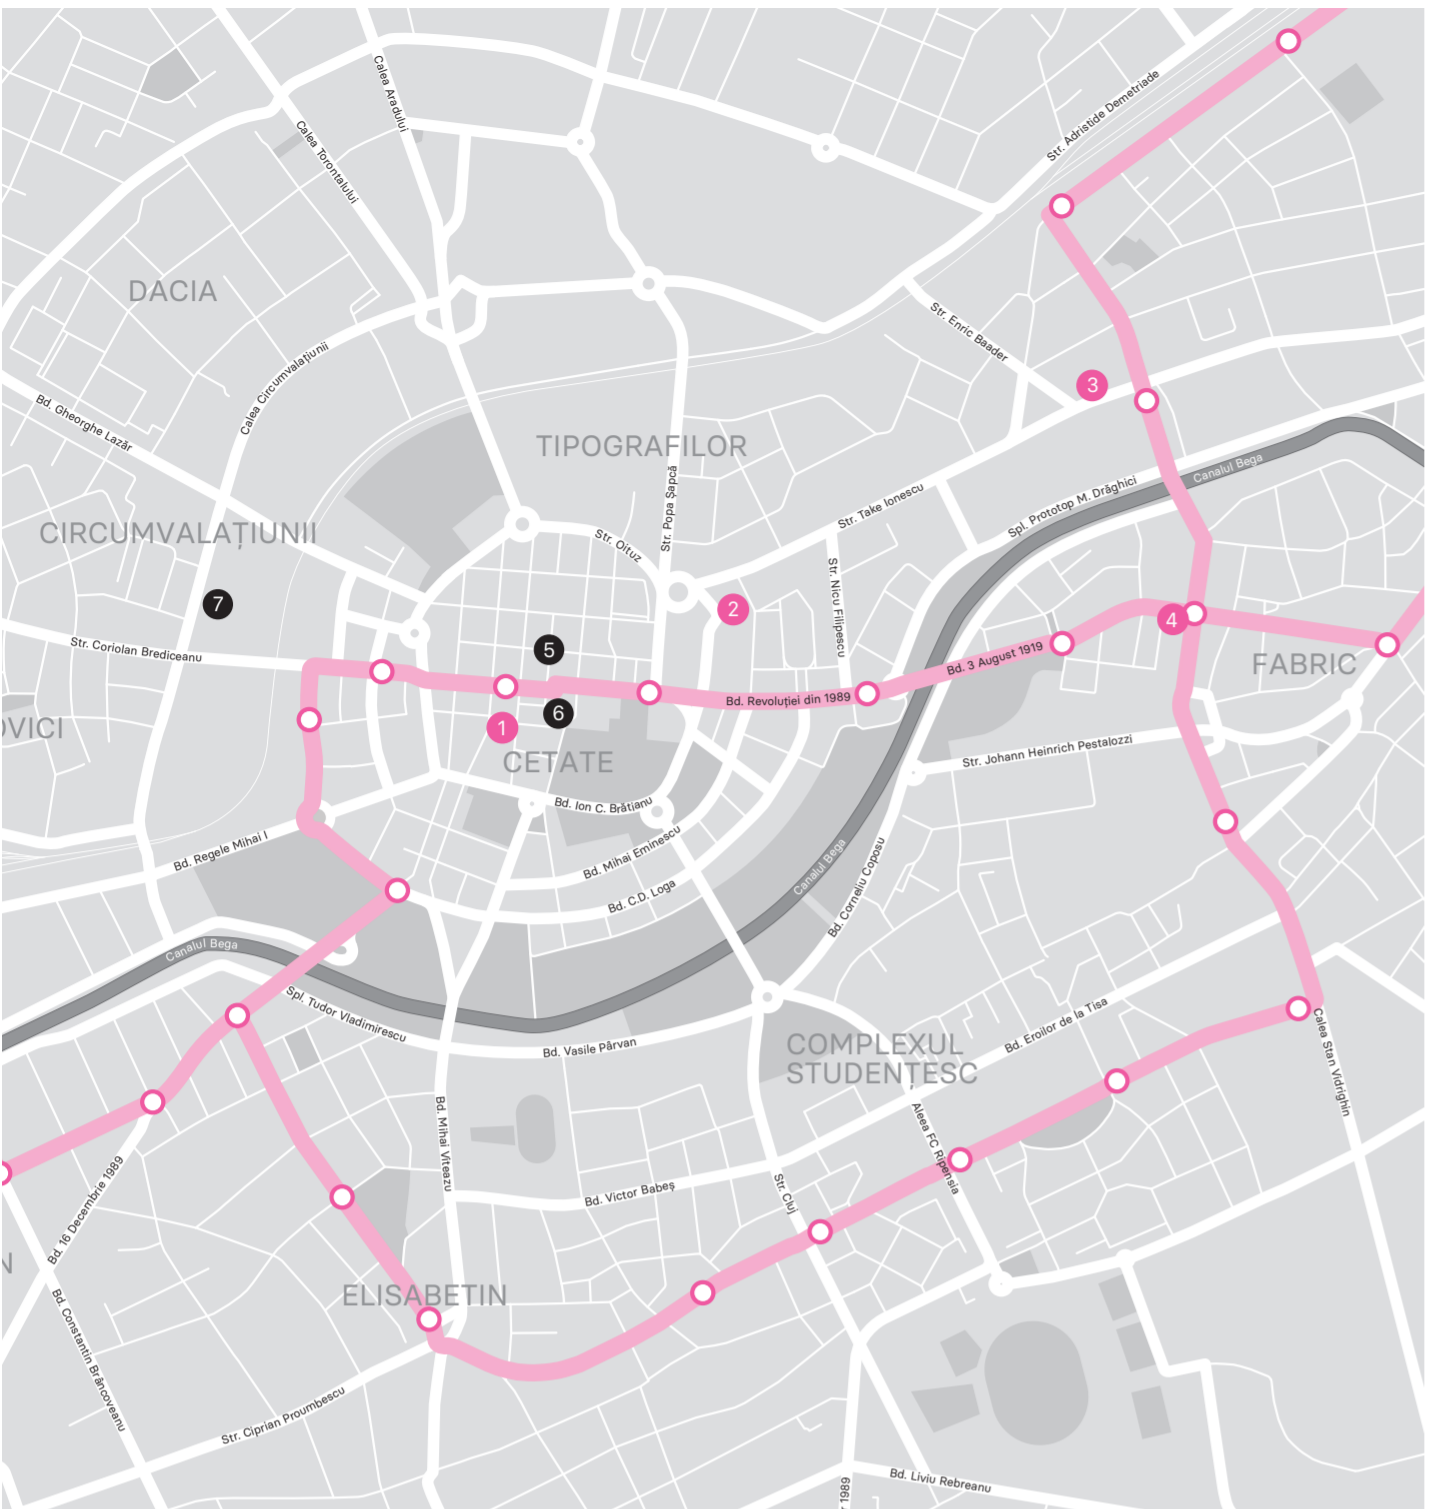 Calea Aradului
Str. Adristide Demetriade
Calea Torontalului
DACIA
Str. Enric Baader
Calea Circumvalațiunii
3
Bd. Gheorghe Lazăr
TIPOGRAFILOR
Canalul Bega
Str. Popa Șapcă
Str. Take Ionescu
Spl. Prototop M. Drăghici
CIRCUMVALAȚIUNII
Str. Oituz
Str. Nicu Filipescu
7
2
4
Str. Coriolan Brediceanu
5
Bd. 3 August 1919
FABRIC
Bd. Revoluției din 1989
6
1
OVICI
CETATE
Str. Johann Heinrich Pestalozzi
Bd. Ion C. Brătianu
Bd. Regele Mihai I
Bd. Mihai Eminescu
Canalul Bega
Bd. Corneliu Coposu
Bd. C.D. Loga
Canalul Bega
Spl. Tudor Vladimirescu
Bd. Vasile Pârvan
COMPLEXUL
STUDENȚESC
Bd. Eroilor de la Tisa
Calea Stan Vidrighin
Bd. Mihai Viteazu
Aleea FC Ripensia
Bd. 16 Decembrie 1989
Bd. Victor Babeș
Str. Cluj
N
ELISABETIN
Bd. Constantin Brâncoveanu
Str. Ciprian Proumbescu
Bd. Liviu Rebreanu
1989